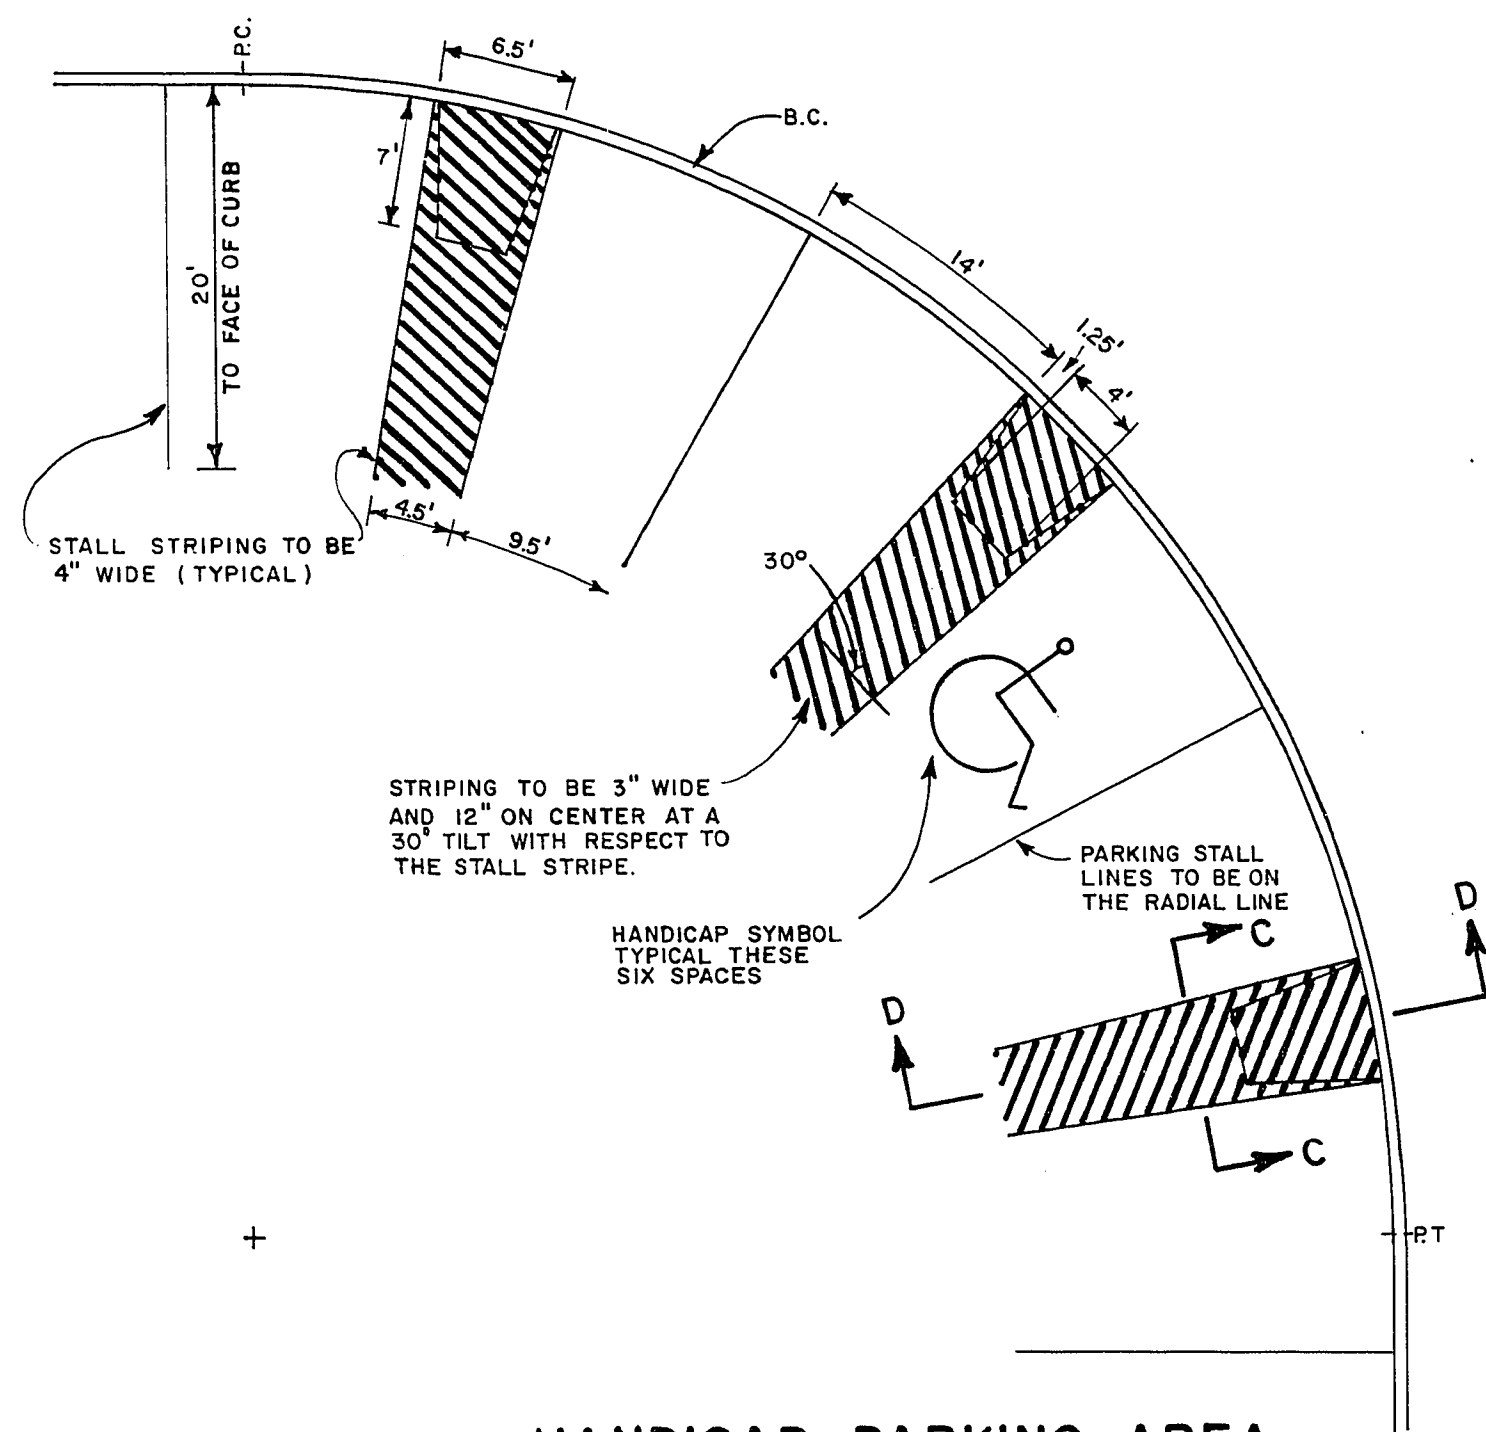 P.C.
6.5'
B.C.
7'
20'
TO FACE OF CURB
14'
1.25'
4'
4.5'
9.5'
STALL STRIPING TO BE
4" WIDE (TYPICAL)
30°
STRIPING TO BE 3" WIDE
AND 12" ON CENTER AT A
30° TILT WITH RESPECT TO
THE STALL STRIPE.
PARKING STALL
LINES TO BE ON
THE RADIAL LINE
HANDICAP SYMBOL
TYPICAL THESE
SIX SPACES
C
D
D
C
P.T
HANDICAP PARKING AREA